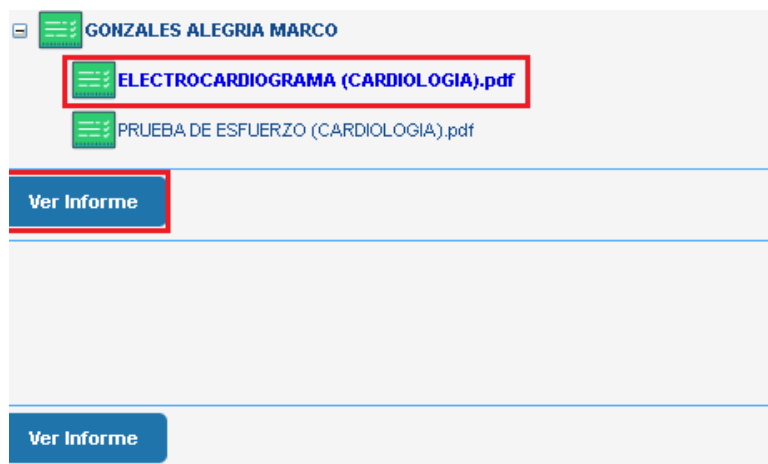 GONZALES ALEGRIA MARCO
ELECTROCARDIOGRAMA (CARDIOLOGIA).pdf
PRUEBA DE ESFUERZO (CARDIOLOGIA).pdf
Ver Informe
Ver Informe